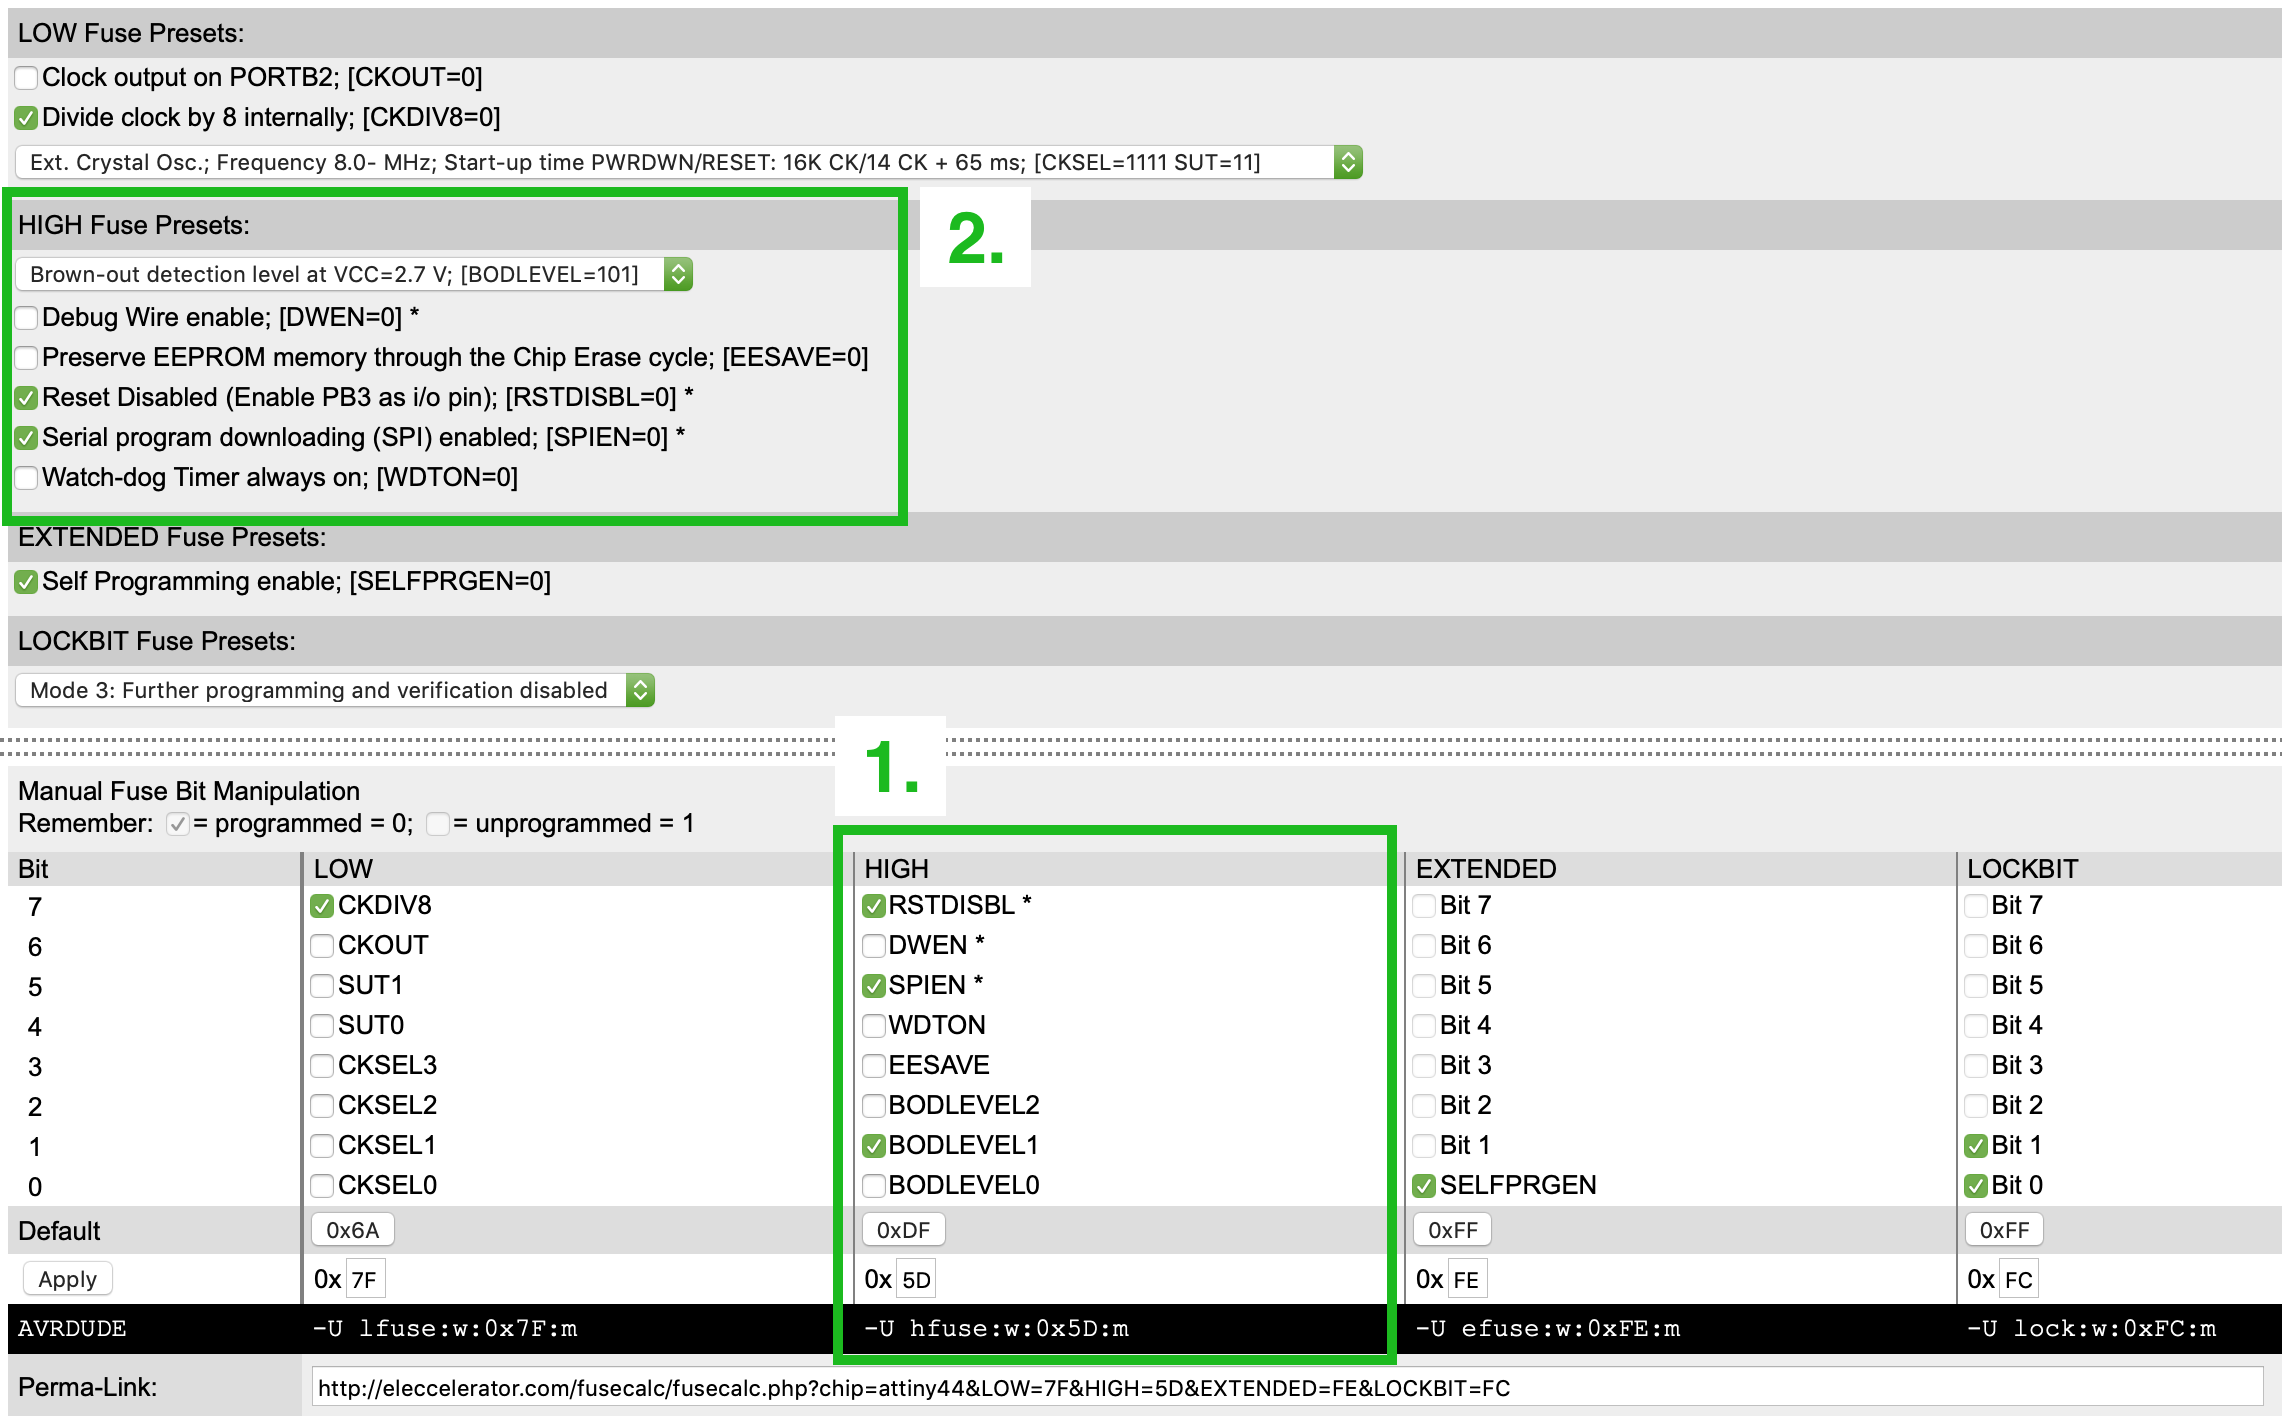 LOW Fuse Presets:
Clock output on PORTB2; [CKOUT=0]
Divide clock by 8 internally; [CKDIV8=0]
Ext. Crystal Osc.; Frequency 8.0- MHz; Start-up time PWRDWN/RESET: 16K CK/14 CK + 65 ms; [CKSEL=1111 SUT=11]
HIGH Fuse Presets:
2.
Brown-out detection level at VCC=2.7 V; [BODLEVEL=101]
Debug Wire enable; [DWEN=0] *
Preserve EEPROM memory through the Chip Erase cycle; [EESAVE=0]
Reset Disabled (Enable PB3 as i/o pin); [RSTDISBL=0] *
Serial program downloading (SPI) enabled; [SPIEN=0] *
Watch-dog Timer always on; [WDTON=0]
EXTENDED Fuse Presets:
Self Programming enable; [SELFPRGEN=0]
LOCKBIT Fuse Presets:
Mode 3: Further programming and verification disabled
1.
Manual Fuse Bit Manipulation
Remember: = programmed = 0; = unprogrammed = 1
Bit LOW HIGH EXTENDED LOCKBIT
7 CKDIV8 RSTDISBL * Bit 7 Bit 7
6 CKOUT DWEN * Bit 6 Bit 6
5 SUT1 SPIEN * Bit 5 Bit 5
4 SUT0 WDTON Bit 4 Bit 4
3 CKSEL3 EESAVE Bit 3 Bit 3
2 CKSEL2 BODLEVEL2 Bit 2 Bit 2
1 CKSEL1 BODLEVEL1 Bit 1 Bit 1
0 CKSEL0 BODLEVEL0 SELFPRGEN Bit 0
Default 0x6A 0xDF 0xFF 0xFF
Apply 0x 7F 0x 5D 0x FE 0x FC
AVRDUDE -U lfuse:w:0x7F:m -U hfuse:w:0x5D:m -U efuse:w:0xFE:m -U lock:w:0xFC:m
Perma-Link: http://eleccelerator.com/fusecalc/fusecalc.php?chip=attiny44&LOW=7F&HIGH=5D&EXTENDED=FE&LOCKBIT=FC